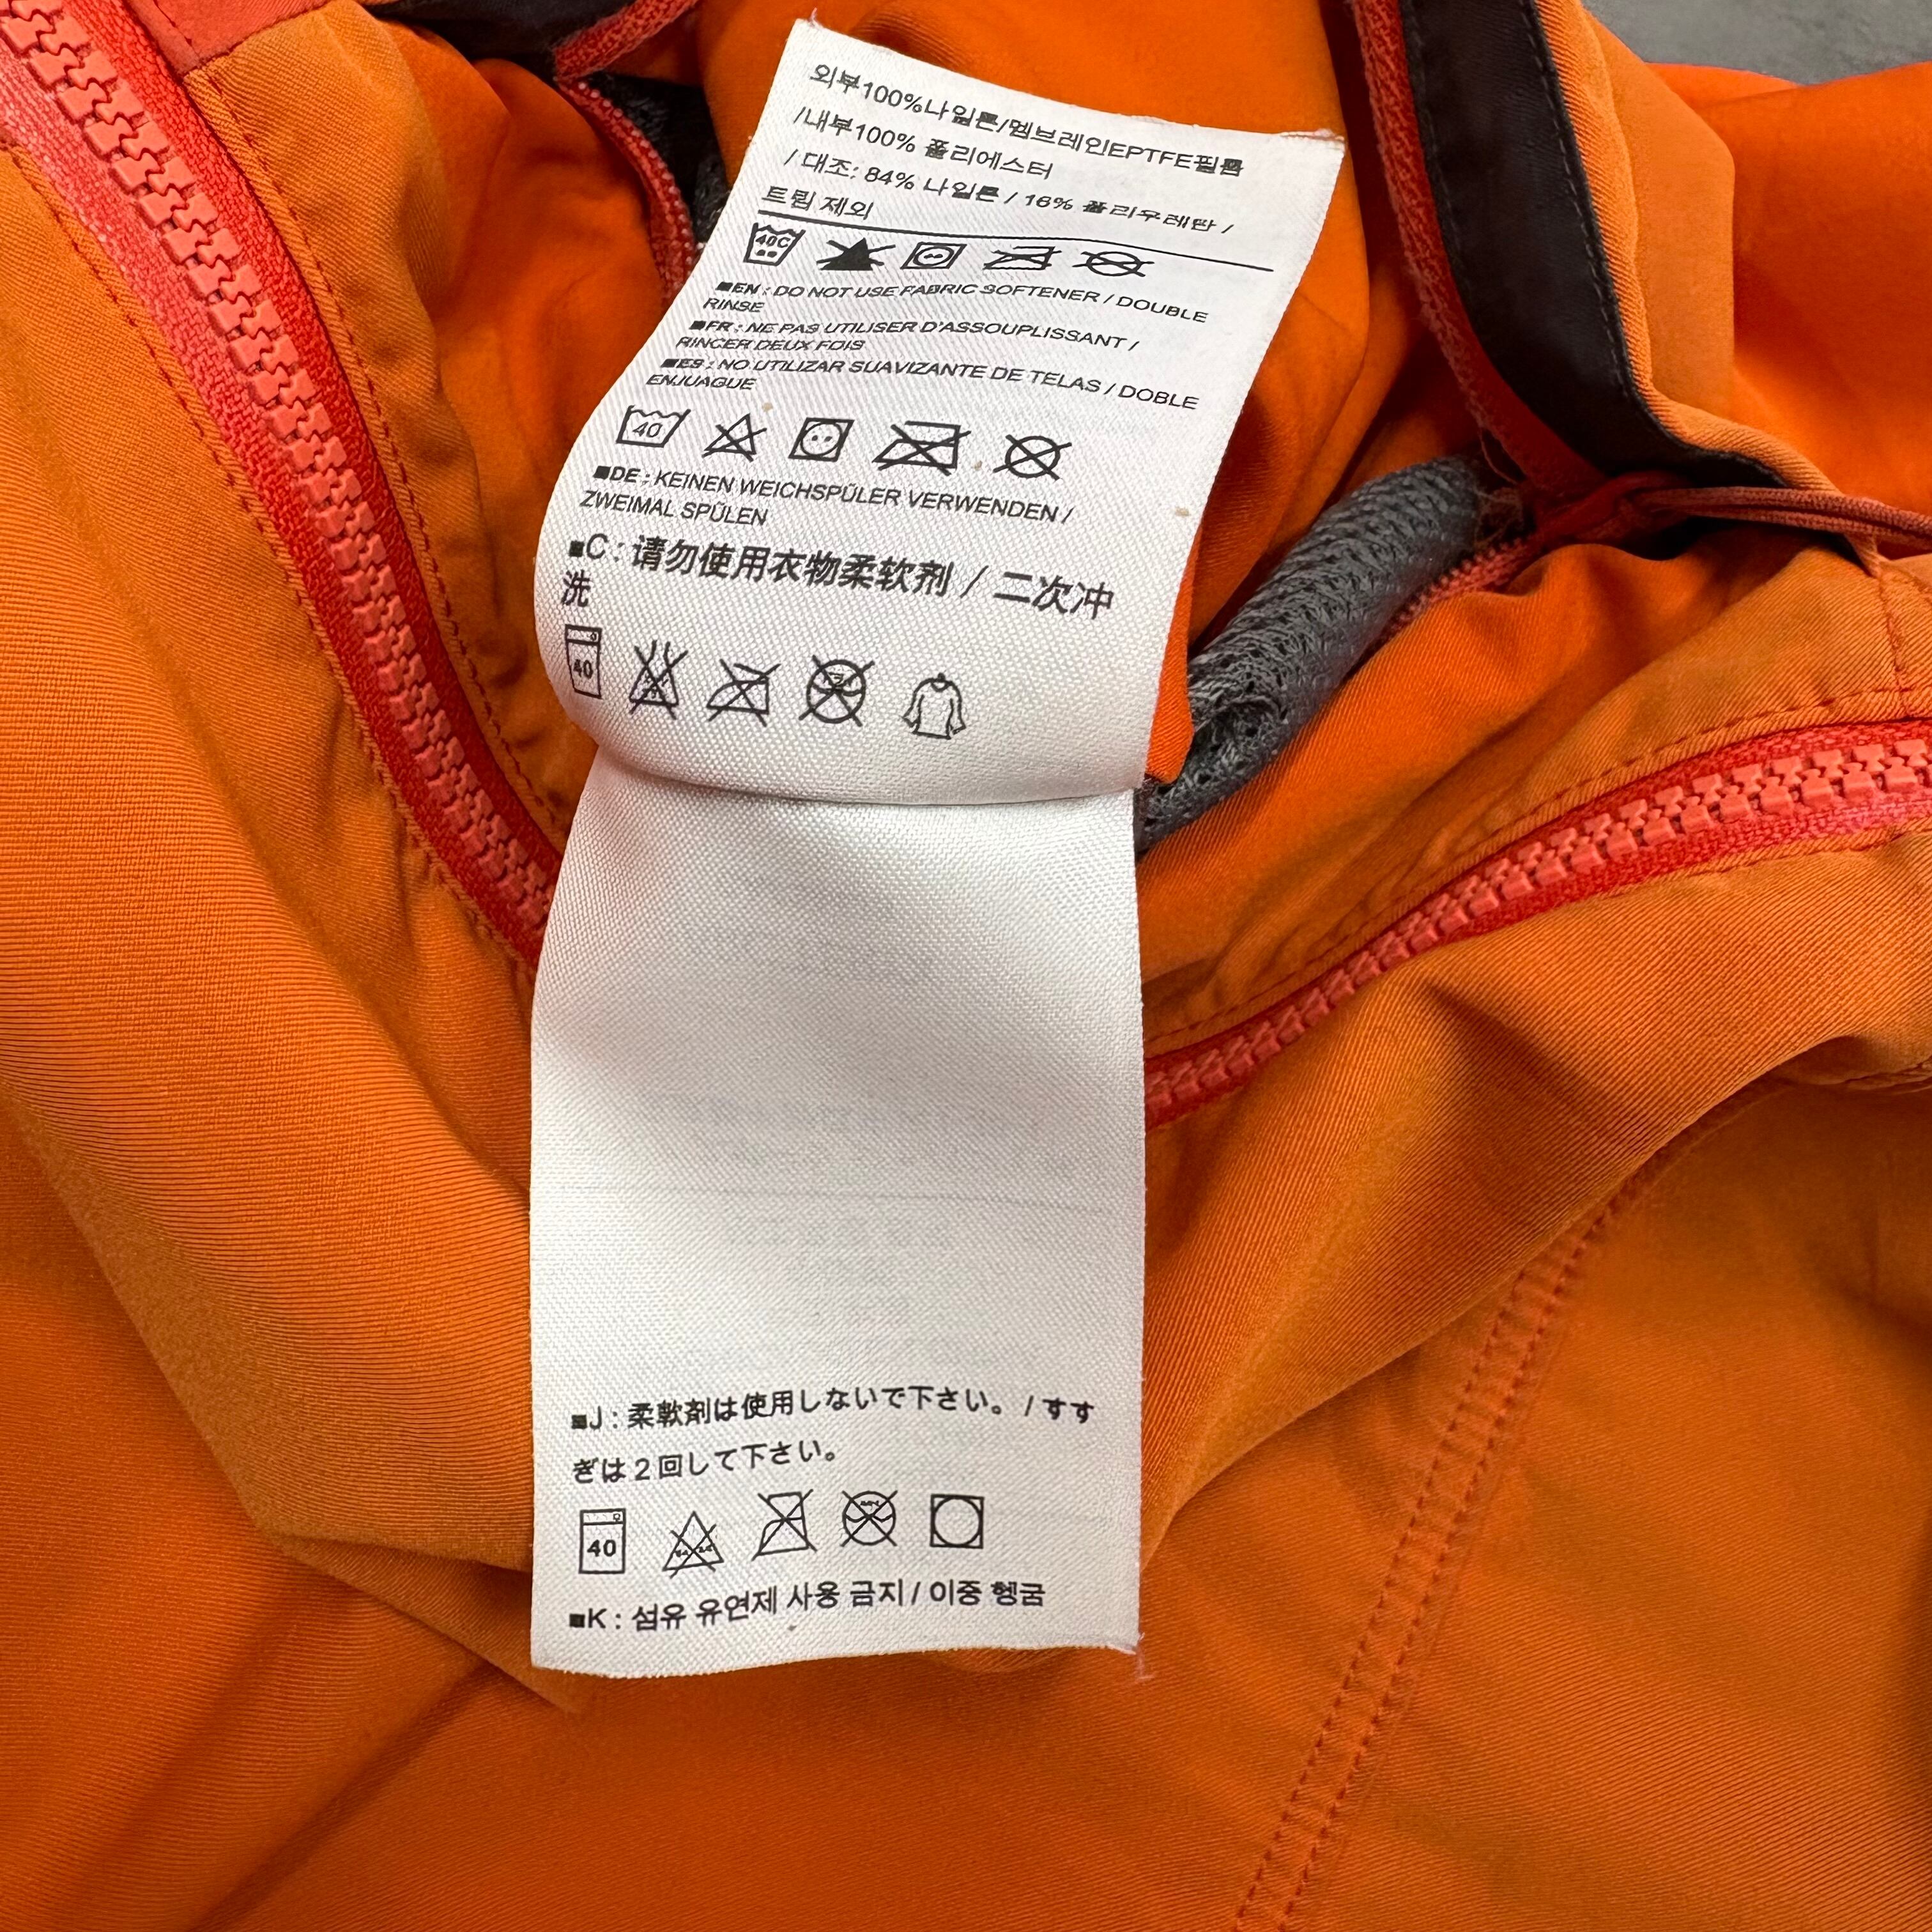 외부100%나일론/멤브레인EPTFE필름
/내부100% 폴리에스터
/ 대조: 84% 나일론 / 16% 폴리우레탄 /
트림 제외
40C
■EN : DO NOT USE FABRIC SOFTENER / DOUBLE
RINSE
■FR : NE PAS UTILISER D'ASSOUPLISSANT /
RINCER DEUX FOIS
■ES : NO UTILIZAR SUAVIZANTE DE TELAS / DOBLE
ENJUAGUE
40
■DE : KEINEN WEICHSPÜLER VERWENDEN /
ZWEIMAL SPÜLEN
■C : 请勿使用衣物柔软剂 / 二次冲
洗
40
■J : 柔軟剤は使用しないで下さい。 / すす
ぎは2回して下さい。
40
■K : 섬유 유연제 사용 금지 / 이중 헹굼